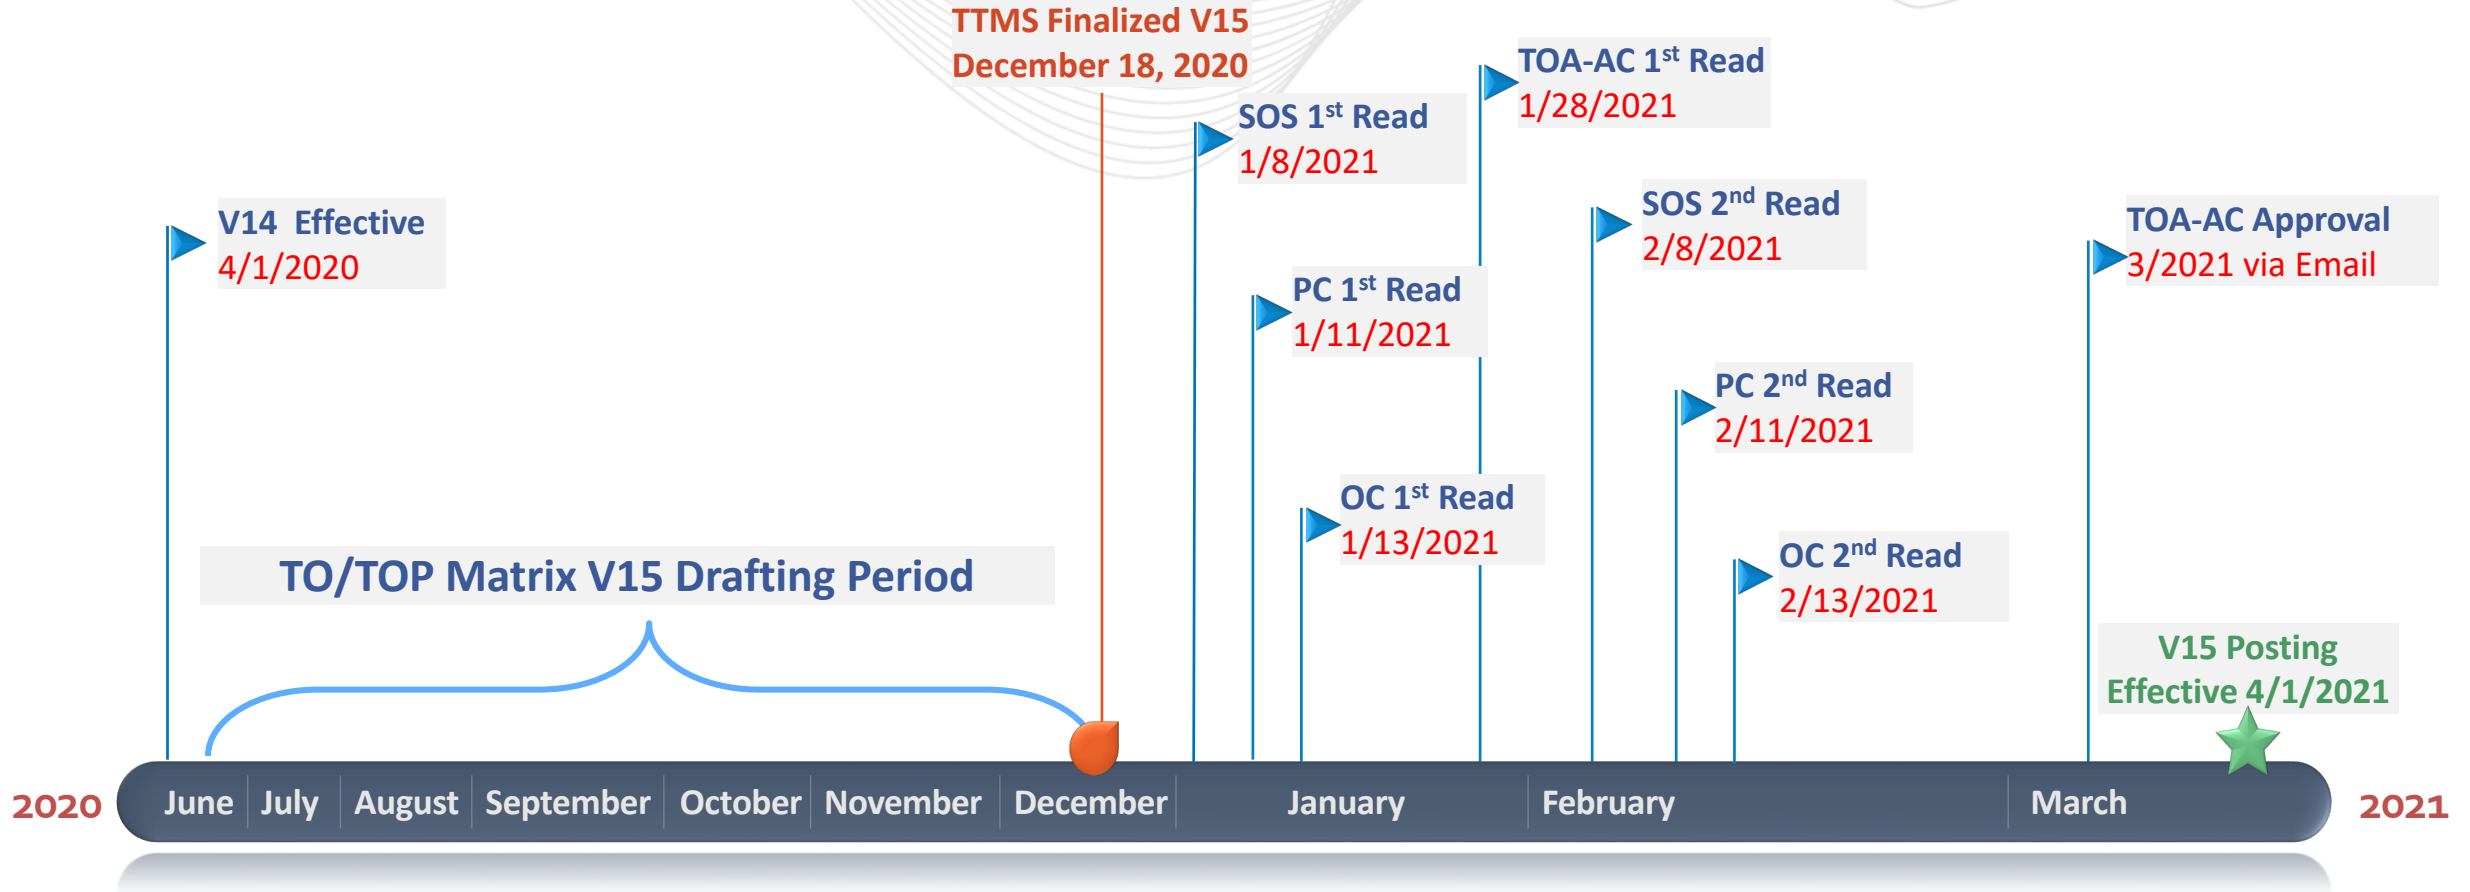 TTMS Finalized V15
December 18, 2020
TOA-AC 1st Read
1/28/2021
SOS 1st Read
1/8/2021
V14  Effective
4/1/2020
SOS 2nd Read
2/8/2021
TOA-AC Approval
3/2021 via Email
PC 1st Read
1/11/2021
PC 2nd Read
2/11/2021
OC 1st Read
1/13/2021
OC 2nd Read
2/13/2021
TO/TOP Matrix V15 Drafting Period
V15 Posting
Effective 4/1/2021
2020 June July August September October November December January February March 2021